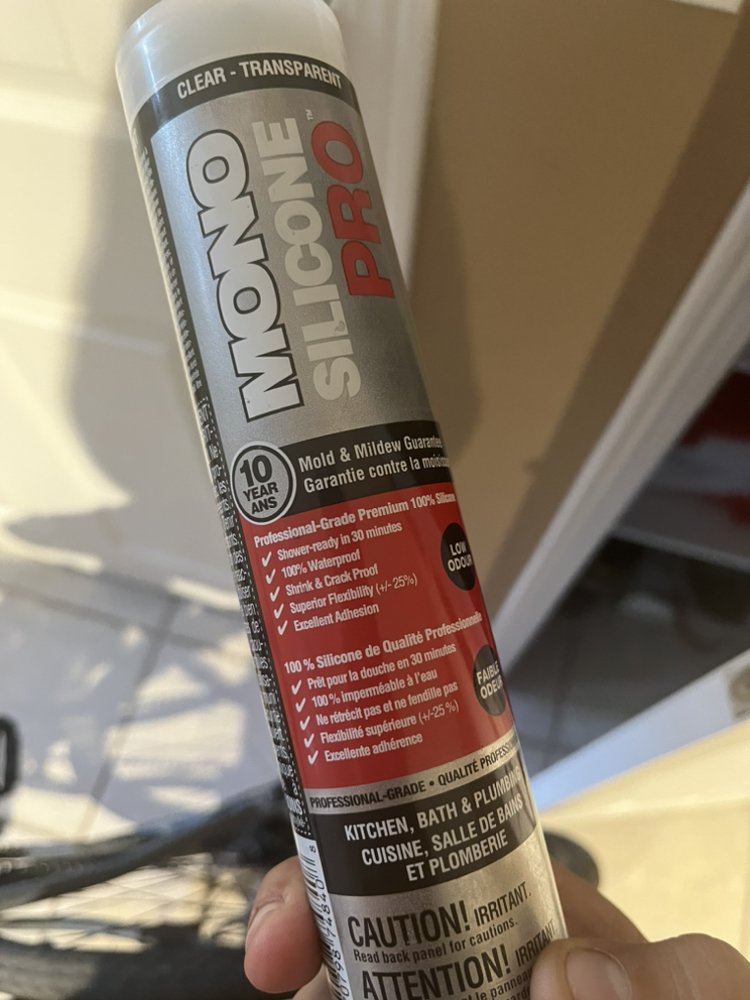 CLEAR - TRANSPARENT
MONO
SILICONE
PRO™
10
YEAR
ANS
Mold & Mildew Guarantee
Garantie contre la
Professional-Grade Premium 100% Silicone
✓ Shower-ready in 30 minutes
✓ 100% Waterproof
✓ Shrink & Crack Proof
✓ Superior Flexibility (+/- 25%)
✓ Excellent Adhesion
LOW
ODOUR
100 % Silicone de Qualité Professionnelle
✓ Prêt pour la douche en 30 minutes
✓ 100 % imperméable à l'eau
✓ Ne rétrécit pas et ne fendille pas
✓ Flexibilité supérieure (+/-25 %)
✓ Excellente adhérence
FAIBLE
ODEUR
PROFESSIONAL-GRADE • QUALITÉ
KITCHEN, BATH & PLUMBING
CUISINE, SALLE DE BAINS
ET PLOMBERIE
CAUTION! IRRITANT.
Read back panel for cautions.
ATTENTION! IRRITANT
le panneau